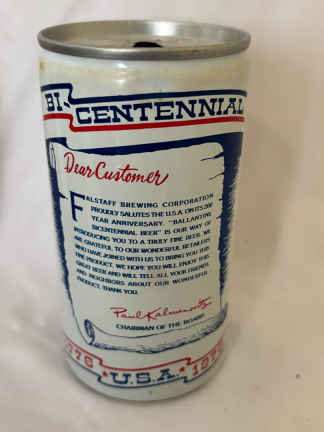 BI-CENTENNIAL
Dear Customer
FALSTAFF BREWING CORPORATION
PROUDLY SALUTES THE U.S.A. ON ITS 200
YEAR ANNIVERSARY. "BALLANTINE
BICENTENNIAL BEER" IS OUR WAY OF
INTRODUCING YOU TO A TRULY FINE BEER. WE
ARE GRATEFUL TO OUR WONDERFUL RETAILERS
WHO HAVE JOINED WITH US TO BRING YOU THIS
FINE PRODUCT. WE HOPE YOU WILL ENJOY THIS
GREAT BEER AND WILL TELL ALL YOUR FRIENDS
AND NEIGHBORS ABOUT OUR WONDERFUL
PRODUCT. THANK YOU.
Paul Kalmanovitz
CHAIRMAN OF THE BOARD
1776 U.S.A. 1976